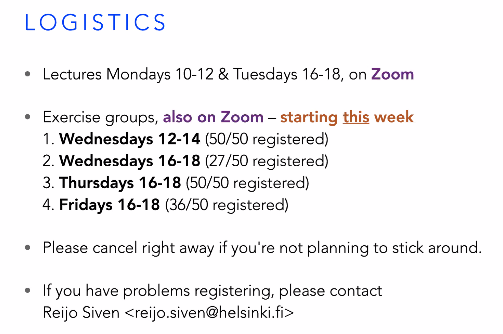 LOGISTICS
• Lectures Mondays 10-12 & Tuesdays 16-18, on Zoom
• Exercise groups, also on Zoom – starting this week
1. Wednesdays 12-14 (50/50 registered)
2. Wednesdays 16-18 (27/50 registered)
3. Thursdays 16-18 (50/50 registered)
4. Fridays 16-18 (36/50 registered)
• Please cancel right away if you're not planning to stick around.
• If you have problems registering, please contact
Reijo Siven <reijo.siven@helsinki.fi>